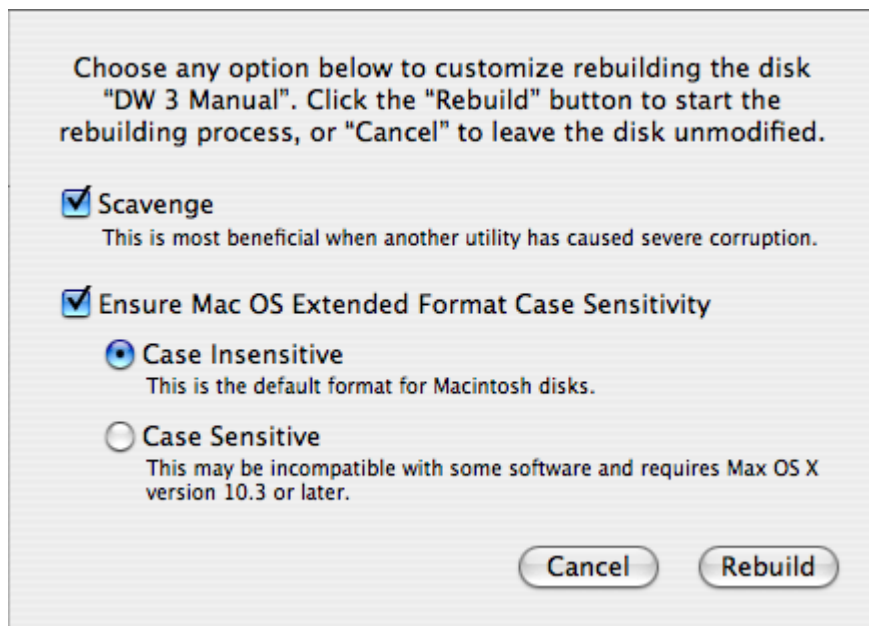 Choose any option below to customize rebuilding the disk
“DW 3 Manual”. Click the “Rebuild” button to start the
rebuilding process, or “Cancel” to leave the disk unmodified.
Scavenge
This is most beneficial when another utility has caused severe corruption.
Ensure Mac OS Extended Format Case Sensitivity
Case Insensitive
This is the default format for Macintosh disks.
Case Sensitive
This may be incompatible with some software and requires Max OS X
version 10.3 or later.
Cancel
Rebuild